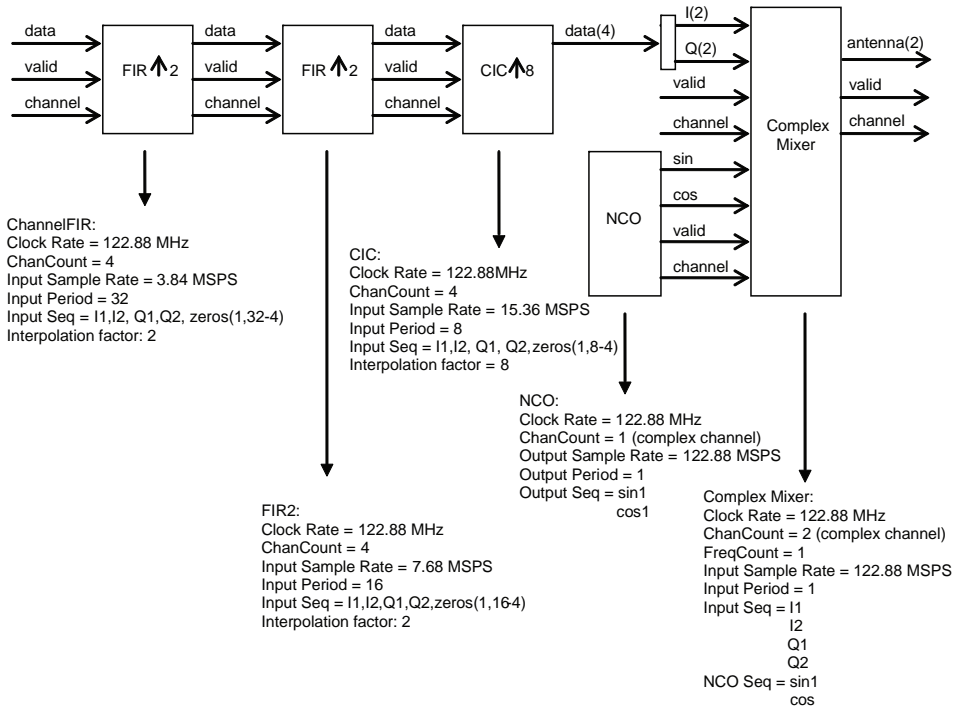 data
valid
channel
FIR 2
data
valid
channel
FIR 2
data
valid
channel
CIC 8
data(4)
I(2)
Q(2)
valid
channel
sin
cos
valid
channel
NCO
Complex
Mixer
antenna(2)
valid
channel
ChannelFIR:
Clock Rate = 122.88 MHz
ChanCount = 4
Input Sample Rate = 3.84 MSPS
Input Period = 32
Input Seq = I1,I2, Q1,Q2, zeros(1,32-4)
Interpolation factor: 2
CIC:
Clock Rate = 122.88MHz
ChanCount = 4
Input Sample Rate = 15.36 MSPS
Input Period = 8
Input Seq = I1,I2, Q1, Q2,zeros(1,8-4)
Interpolation factor = 8
NCO:
Clock Rate = 122.88 MHz
ChanCount = 1 (complex channel)
Output Sample Rate = 122.88 MSPS
Output Period = 1
Output Seq = sin1
cos1
FIR2:
Clock Rate = 122.88 MHz
ChanCount = 4
Input Sample Rate = 7.68 MSPS
Input Period = 16
Input Seq = I1,I2,Q1,Q2,zeros(1,16-4)
Interpolation factor: 2
Complex Mixer:
Clock Rate = 122.88 MHz
ChanCount = 2 (complex channel)
FreqCount = 1
Input Sample Rate = 122.88 MSPS
Input Period = 1
Input Seq = I1
I2
Q1
Q2
NCO Seq = sin1
cos